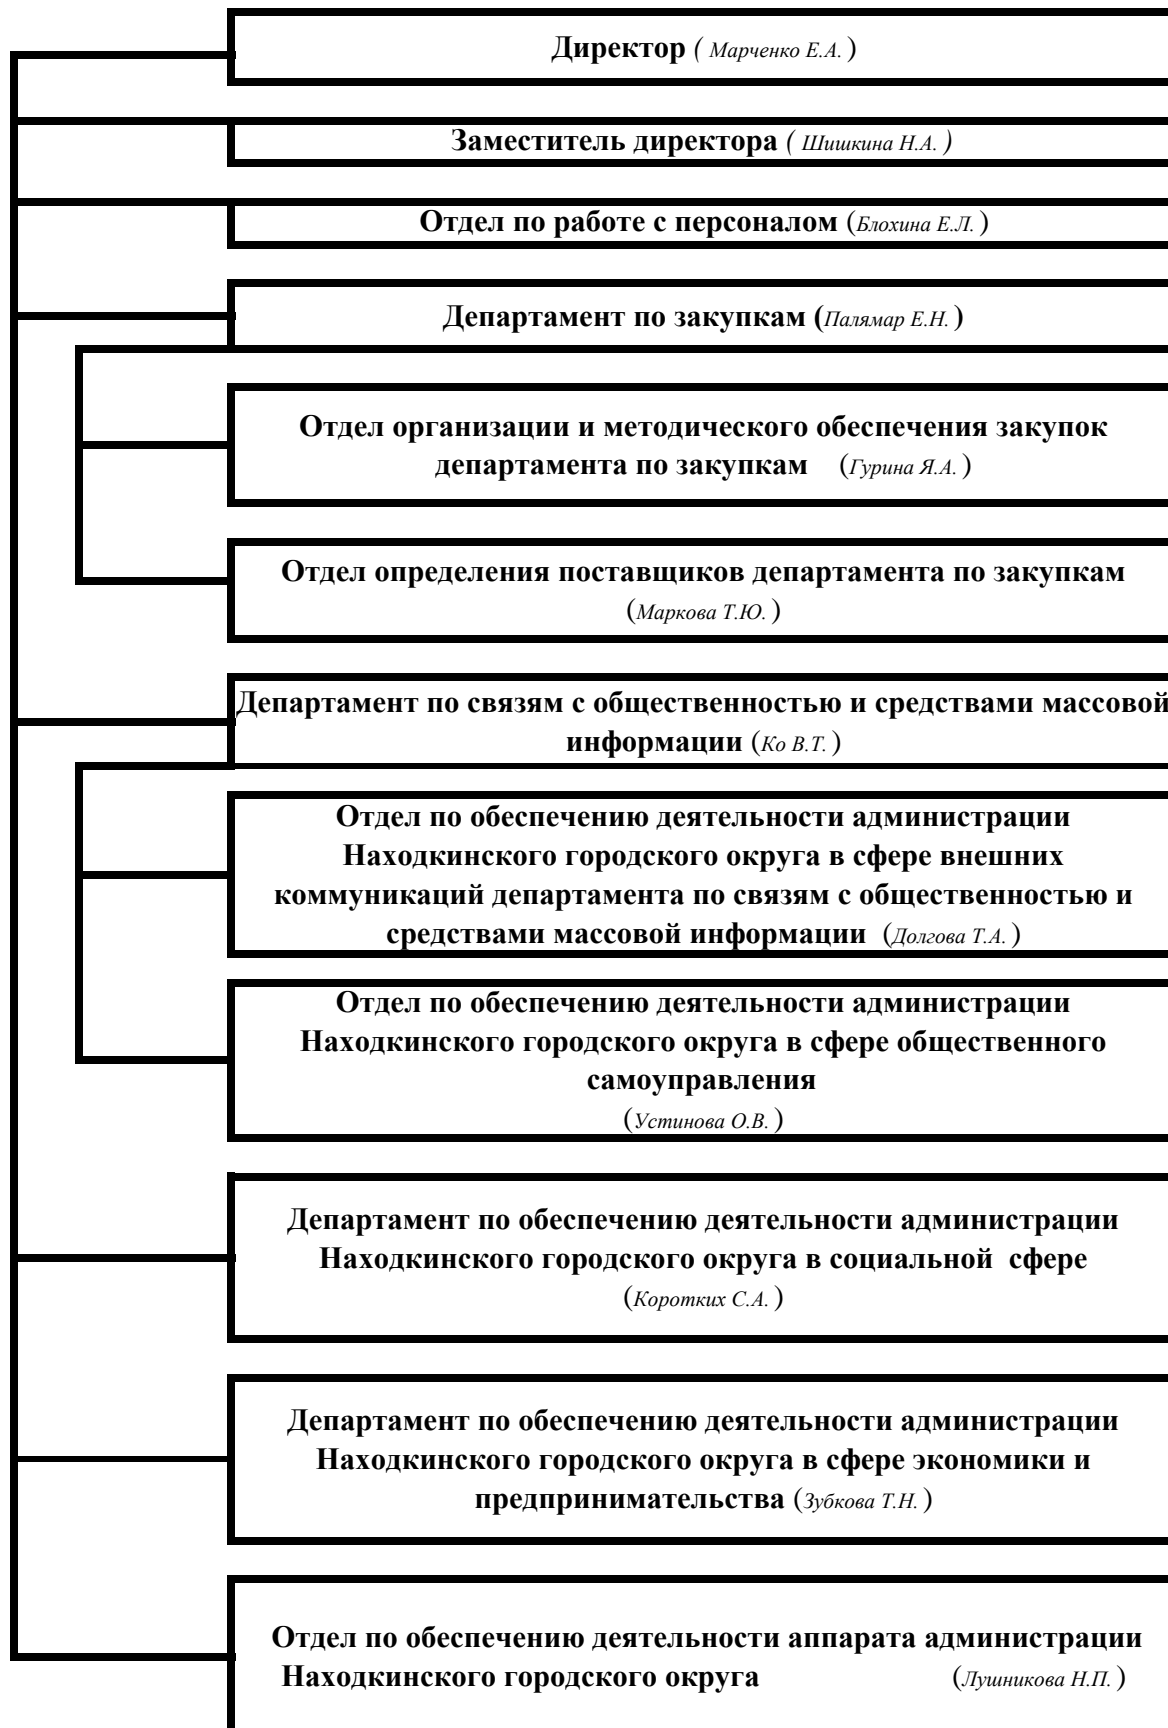 Директор ( Марченко Е.А. )
Заместитель директора ( Шишкина Н.А. )
Отдел по работе с персоналом (Блохина Е.Л. )
Департамент по закупкам (Палямар Е.Н. )
Отдел организации и методического обеспечения закупок
департамента по закупкам (Гурина Я.А. )
Отдел определения поставщиков департамента по закупкам
(Маркова Т.Ю. )
Департамент по связям с общественностью и средствами массовой
информации (Ко В.Т. )
Отдел по обеспечению деятельности администрации
Находкинского городского округа в сфере внешних
коммуникаций департамента по связям с общественностью и
средствами массовой информации (Долгова Т.А. )
Отдел по обеспечению деятельности администрации
Находкинского городского округа в сфере общественного
самоуправления
(Устинова О.В. )
Департамент по обеспечению деятельности администрации
Находкинского городского округа в социальной сфере
(Коротких С.А. )
Департамент по обеспечению деятельности администрации
Находкинского городского округа в сфере экономики и
предпринимательства (Зубкова Т.Н. )
Отдел по обеспечению деятельности аппарата администрации
Находкинского городского округа (Лушникова Н.П. )